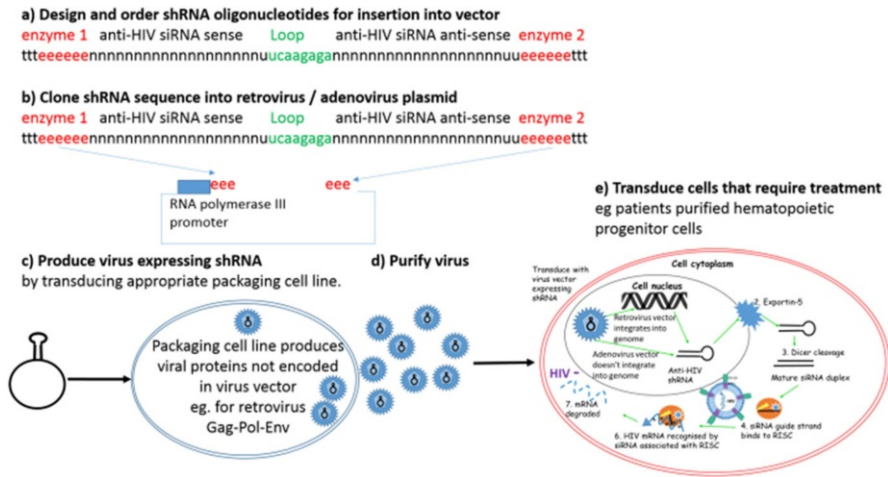 a) Design and order shRNA oligonucleotides for insertion into vector
enzyme 1 anti-HIV siRNA sense Loop anti-HIV siRNA anti-sense enzyme 2
ttteeeeeennnnnnnnnnnnnnnnnnnuucaagagannnnnnnnnnnnnnnnnnnuueeeeeettt
b) Clone shRNA sequence into retrovirus / adenovirus plasmid
enzyme 1 anti-HIV siRNA sense Loop anti-HIV siRNA anti-sense enzyme 2
ttteeeeeennnnnnnnnnnnnnnnnnnuucaagagannnnnnnnnnnnnnnnnnnuueeeeeettt
eee eee
RNA polymerase III
promoter
c) Produce virus expressing shRNA
by transducing appropriate packaging cell line.
Packaging cell line produces
viral proteins not encoded
in virus vector
eg. for retrovirus
Gag-Pol-Env
d) Purify virus
e) Transduce cells that require treatment
eg patients purified hematopoietic
progenitor cells
Cell cytoplasm
Transduce with
virus vector
expressing
shRNA
Cell nucleus
Retrovirus vector
integrates into
genome
Adenovirus vector
doesn't integrate
into genome
Anti-HIV
shRNA
2. Exportin-5
3. Dicer cleavage
Mature siRNA duplex
4. siRNA guide strand
binds to RISC
6. HIV mRNA recognised by
siRNA associated with RISC
7. mRNA
degraded
HIV -